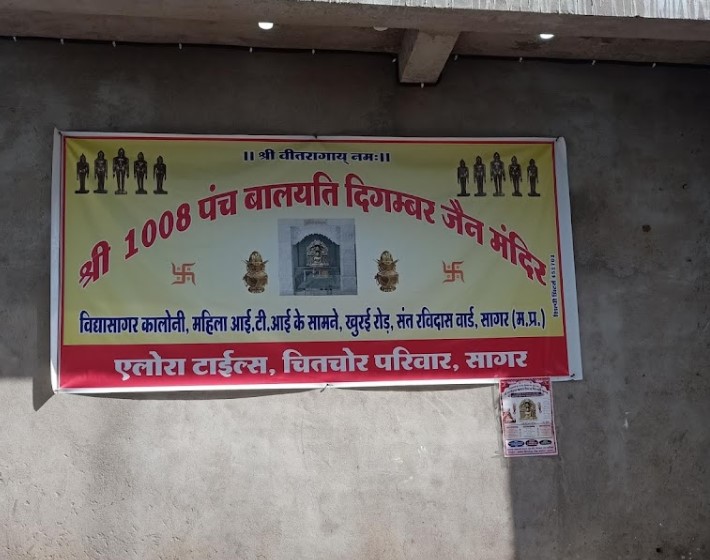 ।। श्री वीतरागाय् नमः।।
श्री 1008 पंच बालयति दिगम्बर जैन मंदिर
विद्यासागर कालोनी, महिला आई.टी.आई के सामने, खुरई रोड़, संत रविदास वार्ड, सागर (म.प्र.)
एलोरा टाईल्स, चितचोर परिवार, सागर